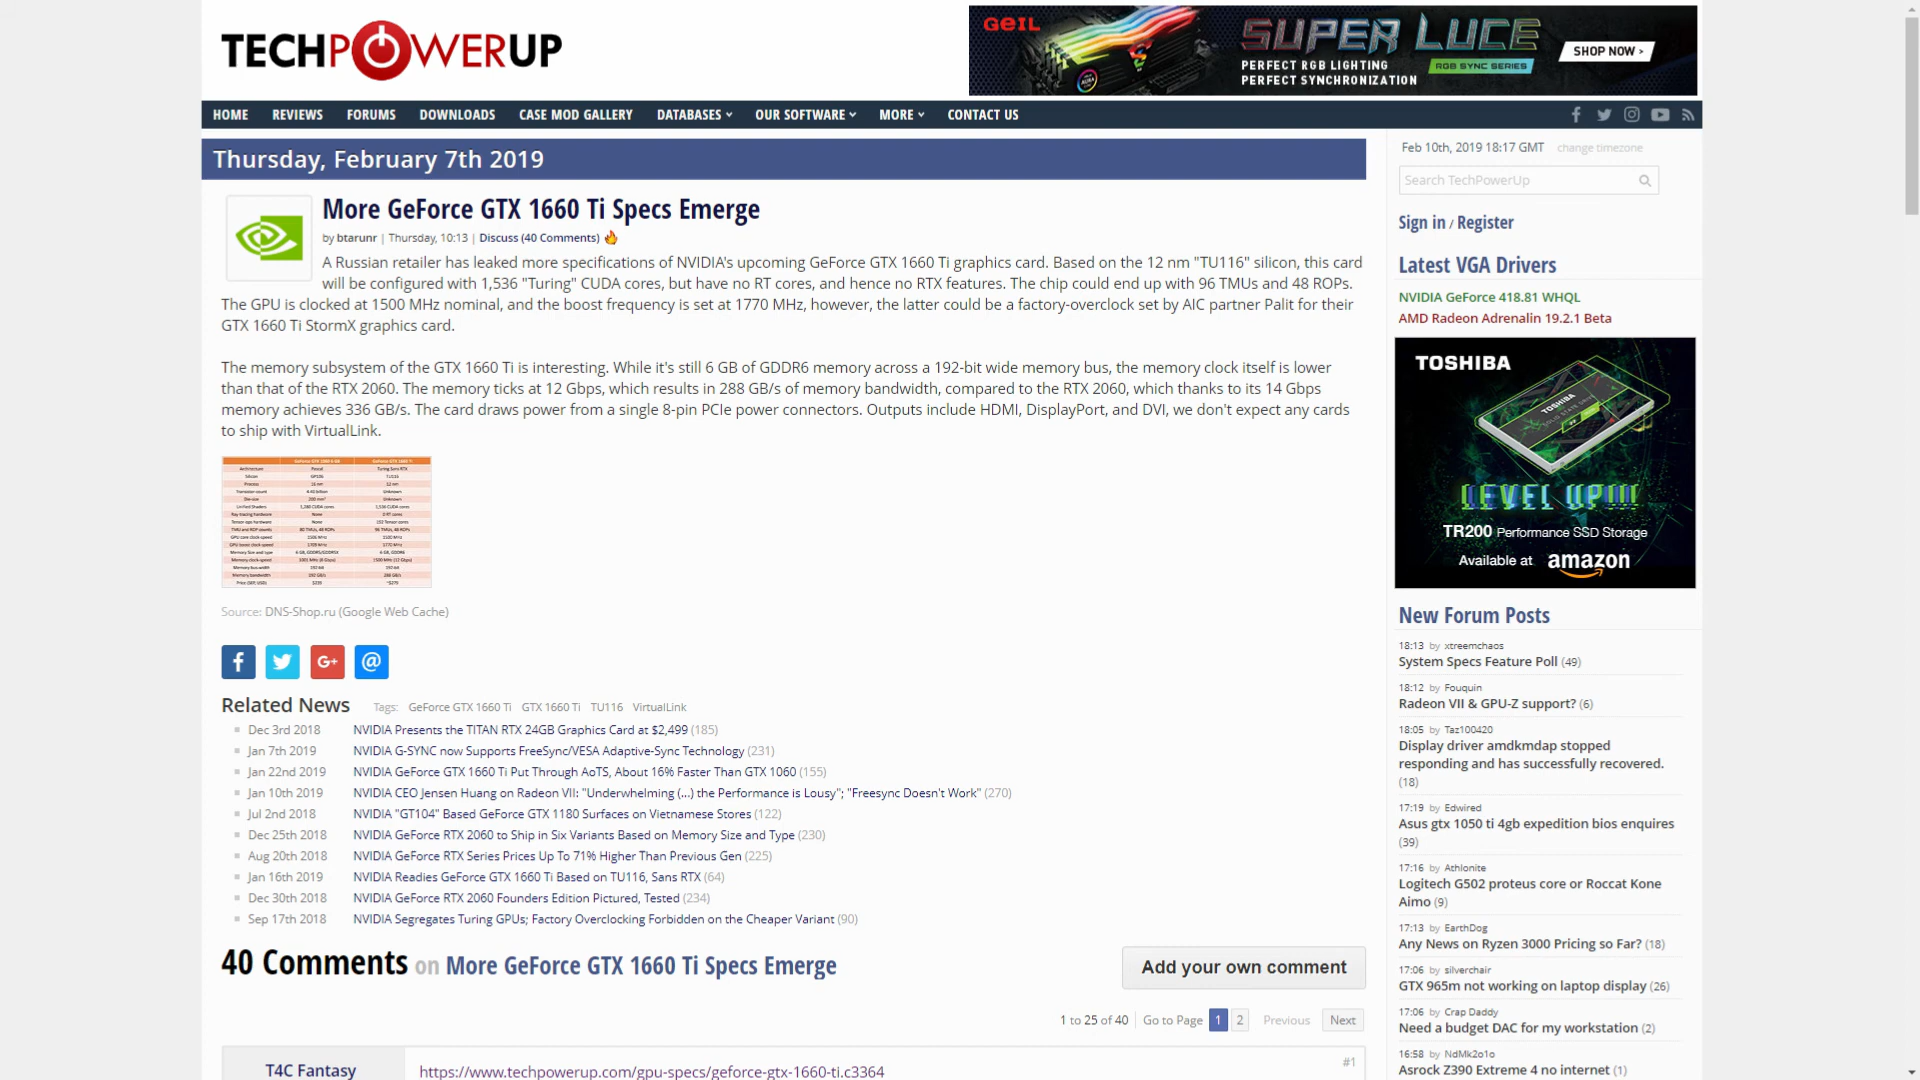 TECHPOWERUP
GEIL
SUPER LUCE
RGB SYNC SERIES
PERFECT RGB LIGHTING
PERFECT SYNCHRONIZATION
SHOP NOW >
HOME REVIEWS FORUMS DOWNLOADS CASE MOD GALLERY DATABASES OUR SOFTWARE MORE CONTACT US
Thursday, February 7th 2019
More GeForce GTX 1660 Ti Specs Emerge
by btarunr | Thursday, 10:13 | Discuss (40 Comments)
A Russian retailer has leaked more specifications of NVIDIA's upcoming GeForce GTX 1660 Ti graphics card. Based on the 12 nm "TU116" silicon, this card
will be configured with 1,536 "Turing" CUDA cores, but have no RT cores, and hence no RTX features. The chip could end up with 96 TMUs and 48 ROPs.
The GPU is clocked at 1500 MHz nominal, and the boost frequency is set at 1770 MHz, however, the latter could be a factory-overclock set by AIC partner Palit for their
GTX 1660 Ti StormX graphics card.
The memory subsystem of the GTX 1660 Ti is interesting. While it's still 6 GB of GDDR6 memory across a 192-bit wide memory bus, the memory clock itself is lower
than that of the RTX 2060. The memory ticks at 12 Gbps, which results in 288 GB/s of memory bandwidth, compared to the RTX 2060, which thanks to its 14 Gbps
memory achieves 336 GB/s. The card draws power from a single 8-pin PCIe power connectors. Outputs include HDMI, DisplayPort, and DVI, we don't expect any cards
to ship with VirtualLink.
Source: DNS-Shop.ru (Google Web Cache)
Related News Tags: GeForce GTX 1660 Ti GTX 1660 Ti TU116 VirtualLink
Dec 3rd 2018 NVIDIA Presents the TITAN RTX 24GB Graphics Card at $2,499 (185)
Jan 7th 2019 NVIDIA G-SYNC now Supports FreeSync/VESA Adaptive-Sync Technology (231)
Jan 22nd 2019 NVIDIA GeForce GTX 1660 Ti Put Through AoTS, About 16% Faster Than GTX 1060 (155)
Jan 10th 2019 NVIDIA CEO Jensen Huang on Radeon VII: "Underwhelming (...) the Performance is Lousy"; "Freesync Doesn't Work" (270)
Jul 2nd 2018 NVIDIA "GT104" Based GeForce GTX 1180 Surfaces on Vietnamese Stores (122)
Dec 25th 2018 NVIDIA GeForce RTX 2060 to Ship in Six Variants Based on Memory Size and Type (230)
Aug 20th 2018 NVIDIA GeForce RTX Series Prices Up To 71% Higher Than Previous Gen (225)
Jan 16th 2019 NVIDIA Readies GeForce GTX 1660 Ti Based on TU116, Sans RTX (64)
Dec 30th 2018 NVIDIA GeForce RTX 2060 Founders Edition Pictured, Tested (234)
Sep 17th 2018 NVIDIA Segregates Turing GPUs; Factory Overclocking Forbidden on the Cheaper Variant (90)
40 Comments on More GeForce GTX 1660 Ti Specs Emerge
Add your own comment
1 to 25 of 40 Go to Page 1 2 Previous Next
T4C Fantasy
https://www.techpowerup.com/gpu-specs/geforce-gtx-1660-ti.c3364
#1
Feb 10th, 2019 18:17 GMT change timezone
Search TechPowerUp
Sign in / Register
Latest VGA Drivers
NVIDIA GeForce 418.81 WHQL
AMD Radeon Adrenalin 19.2.1 Beta
TOSHIBA
TOSHIBA
SOLID STATE DRIVE
LEVEL UP!!!
TR200 Performance SSD Storage
Available at amazon
New Forum Posts
18:13 by xtreemchaos
System Specs Feature Poll (49)
18:12 by Fouquin
Radeon VII & GPU-Z support? (6)
18:05 by Taz100420
Display driver amdkmdap stopped
responding and has successfully recovered.
(18)
17:19 by Edwired
Asus gtx 1050 ti 4gb expedition bios enquires
(39)
17:16 by Athlonite
Logitech G502 proteus core or Roccat Kone
Aimo (9)
17:13 by EarthDog
Any News on Ryzen 3000 Pricing so Far? (18)
17:06 by silverchair
GTX 965m not working on laptop display (26)
17:06 by Crap Daddy
Need a budget DAC for my workstation (2)
16:58 by NdMk2o1o
Asrock Z390 Extreme 4 no internet (1)